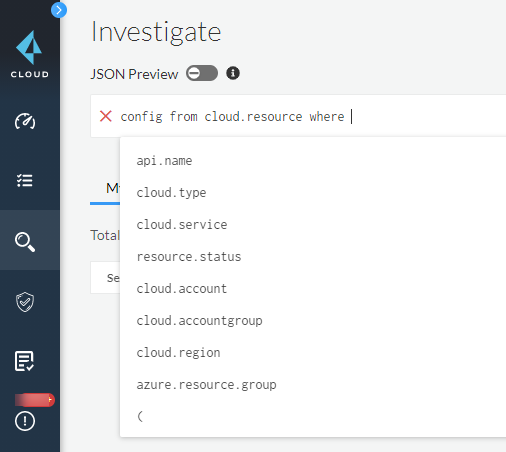 Investigate
CLOUD
JSON Preview
config from cloud.resource where
api.name
cloud.type
My
cloud.service
Total
resource.status
Se
cloud.account
cloud.accountgroup
cloud.region
azure.resource.group
(